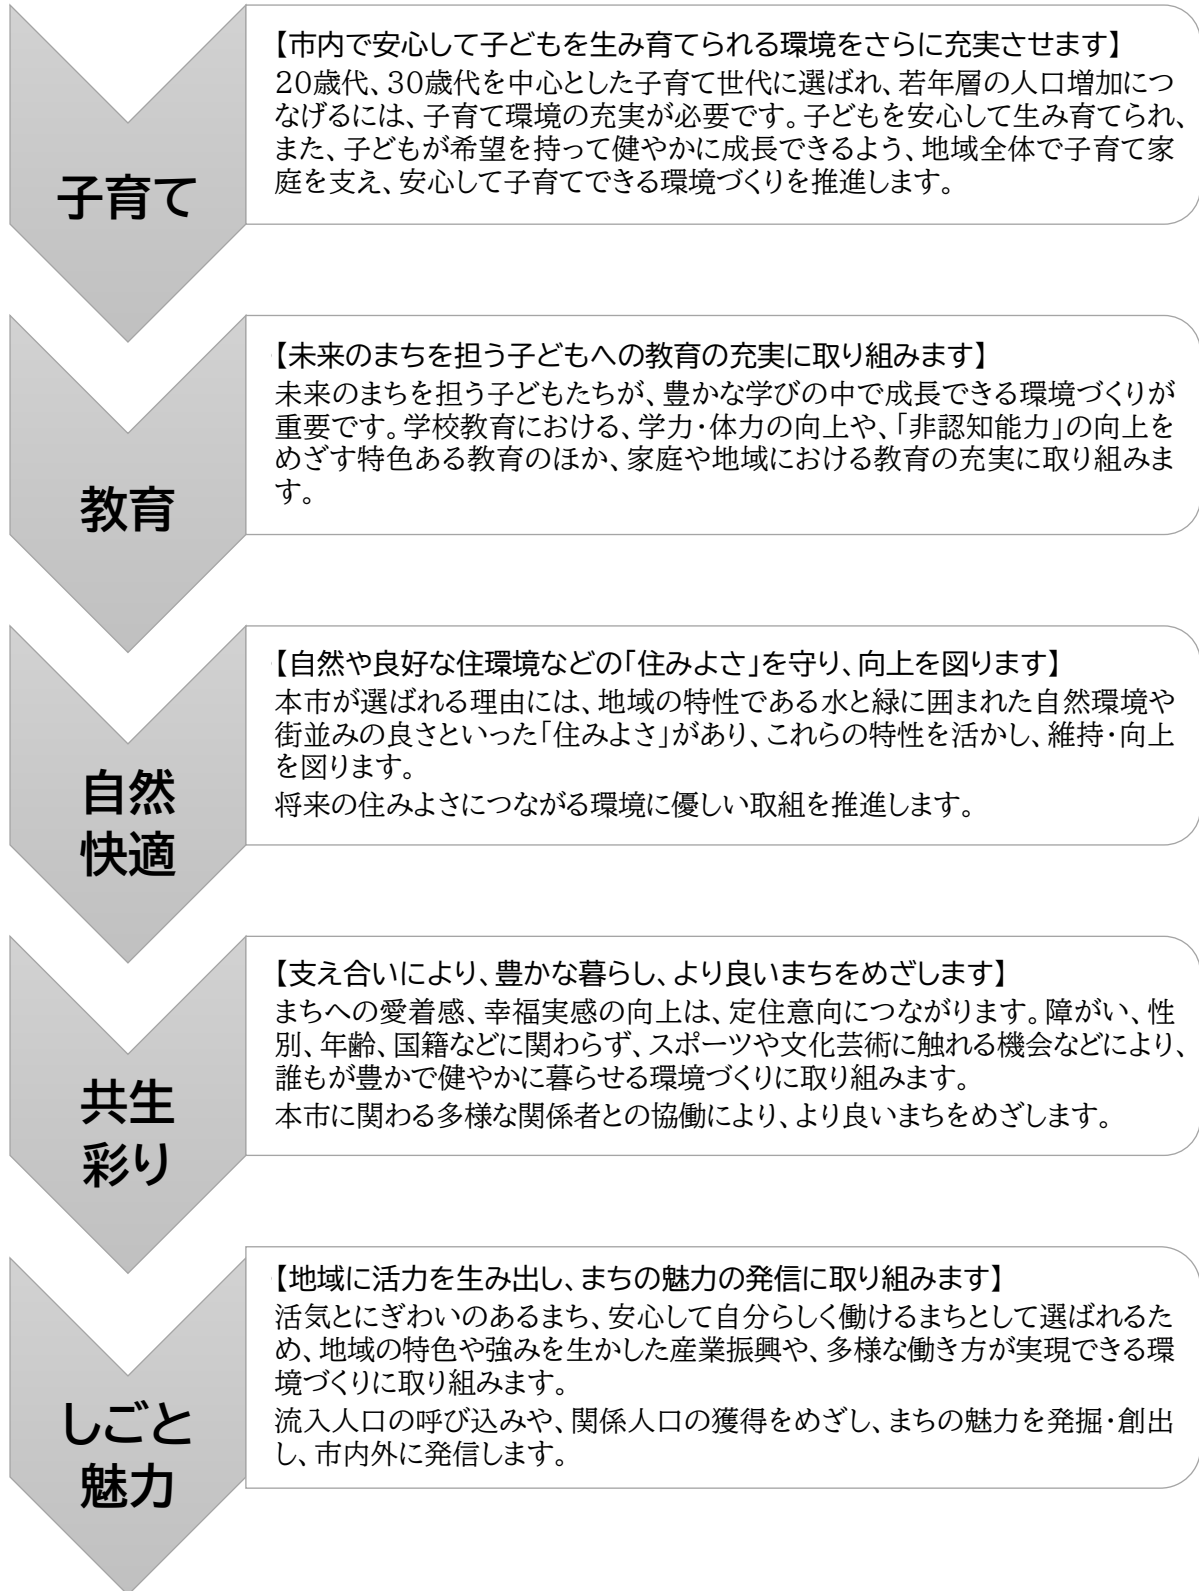 子育て
【市内で安心して子どもを生み育てられる環境をさらに充実させます】
20歳代、30歳代を中心とした子育て世代に選ばれ、若年層の人口増加につ
なげるには、子育て環境の充実が必要です。子どもを安心して生み育てられ、
また、子どもが希望を持って健やかに成長できるよう、地域全体で子育て家
庭を支え、安心して子育てできる環境づくりを推進します。
教育
【未来のまちを担う子どもへの教育の充実に取り組みます】
未来のまちを担う子どもたちが、豊かな学びの中で成長できる環境づくりが
重要です。学校教育における、学力・体力の向上や、「非認知能力」の向上を
めざす特色ある教育のほか、家庭や地域における教育の充実に取り組みま
す。
自然
快適
【自然や良好な住環境などの「住みよさ」を守り、向上を図ります】
本市が選ばれる理由には、地域の特性である水と緑に囲まれた自然環境や
街並みの良さといった「住みよさ」があり、これらの特性を活かし、維持・向上
を図ります。
将来の住みよさにつながる環境に優しい取組を推進します。
共生
彩り
【支え合いにより、豊かな暮らし、より良いまちをめざします】
まちへの愛着感、幸福実感の向上は、定住意向につながります。障がい、性
別、年齢、国籍などに関わらず、スポーツや文化芸術に触れる機会などにより、
誰もが豊かで健やかに暮らせる環境づくりに取り組みます。
本市に関わる多様な関係者との協働により、より良いまちをめざします。
しごと
魅力
【地域に活力を生み出し、まちの魅力の発信に取り組みます】
活気とにぎわいのあるまち、安心して自分らしく働けるまちとして選ばれるた
め、地域の特色や強みを生かした産業振興や、多様な働き方が実現できる環
境づくりに取り組みます。
流入人口の呼び込みや、関係人口の獲得をめざし、まちの魅力を発掘・創出
し、市内外に発信します。